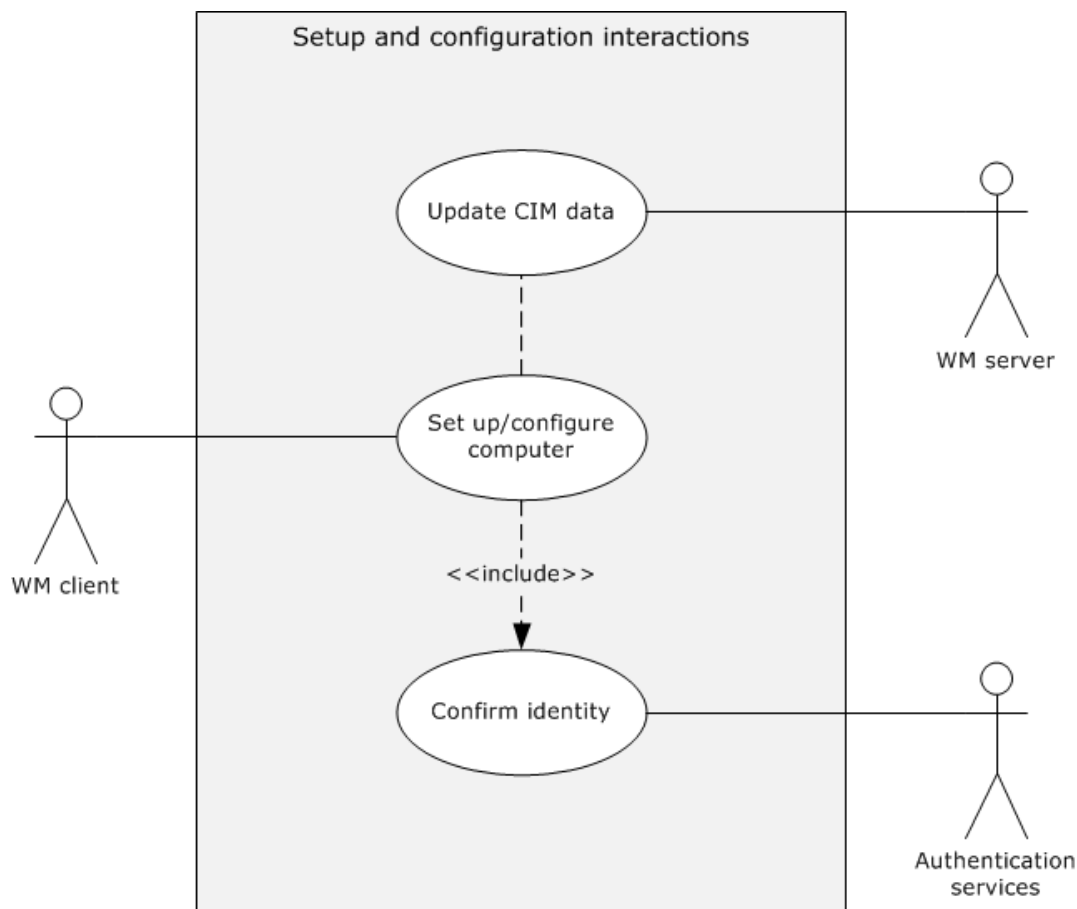 Setup and configuration interactions
Update CIM data
WM server
Set up/configure
computer
WM client
<<include>>
Confirm identity
Authentication
services